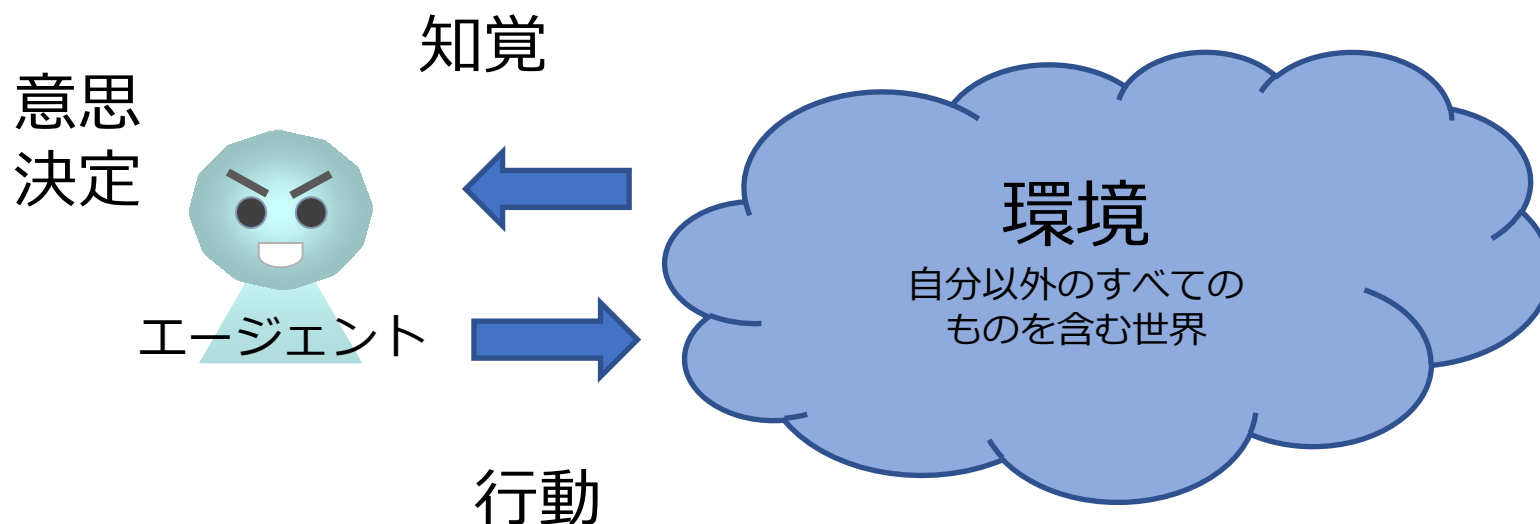 知覚
意思
決定
環境
自分以外のすべての
ものを含む世界
エージェント
行動